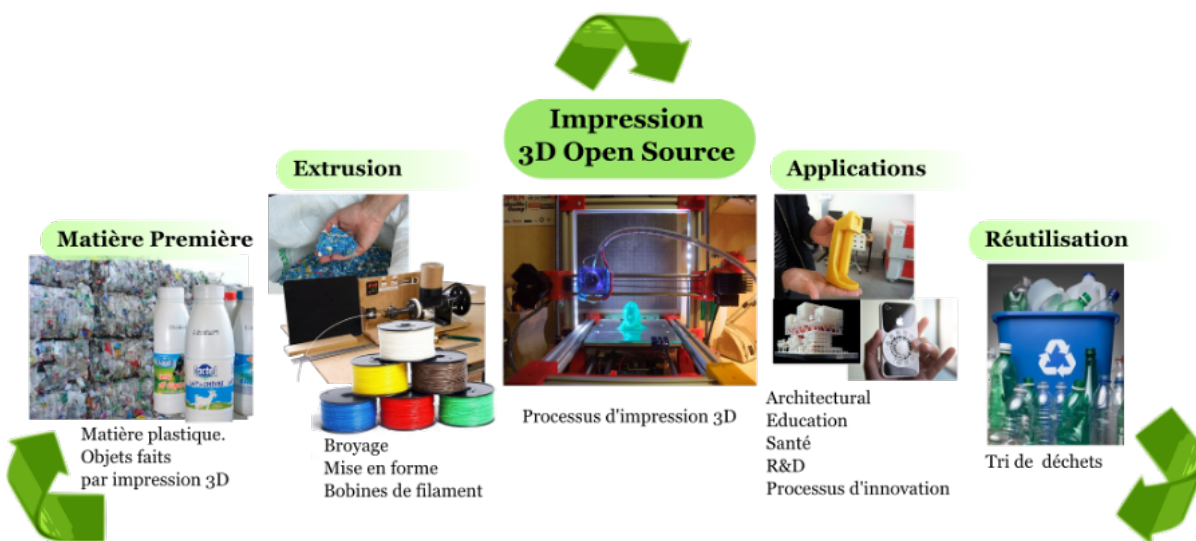 Impression
3D Open Source
Extrusion
Applications
Matière Première
Réutilisation
lactel
Processus d'impression 3D
Matière plastique.
Objets faits
par impression 3D
Broyage
Mise en forme
Bobines de filament
Architectural
Education
Santé
R&D
Processus d'innovation
Tri de déchets